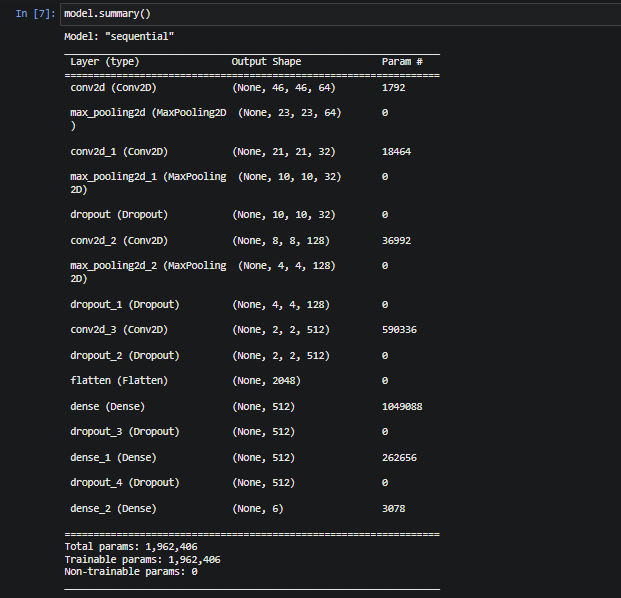 In [7]: model.summary()
Model: "sequential"
Layer (type) Output Shape Param #
=================================================================
conv2d (Conv2D) (None, 46, 46, 64) 1792
max_pooling2d (MaxPooling2D (None, 23, 23, 64) 0
)
conv2d_1 (Conv2D) (None, 21, 21, 32) 18464
max_pooling2d_1 (MaxPooling (None, 10, 10, 32) 0
2D)
dropout (Dropout) (None, 10, 10, 32) 0
conv2d_2 (Conv2D) (None, 8, 8, 128) 36992
max_pooling2d_2 (MaxPooling (None, 4, 4, 128) 0
2D)
dropout_1 (Dropout) (None, 4, 4, 128) 0
conv2d_3 (Conv2D) (None, 2, 2, 512) 590336
dropout_2 (Dropout) (None, 2, 2, 512) 0
flatten (Flatten) (None, 2048) 0
dense (Dense) (None, 512) 1049088
dropout_3 (Dropout) (None, 512) 0
dense_1 (Dense) (None, 512) 262656
dropout_4 (Dropout) (None, 512) 0
dense_2 (Dense) (None, 6) 3078
=================================================================
Total params: 1,962,406
Trainable params: 1,962,406
Non-trainable params: 0